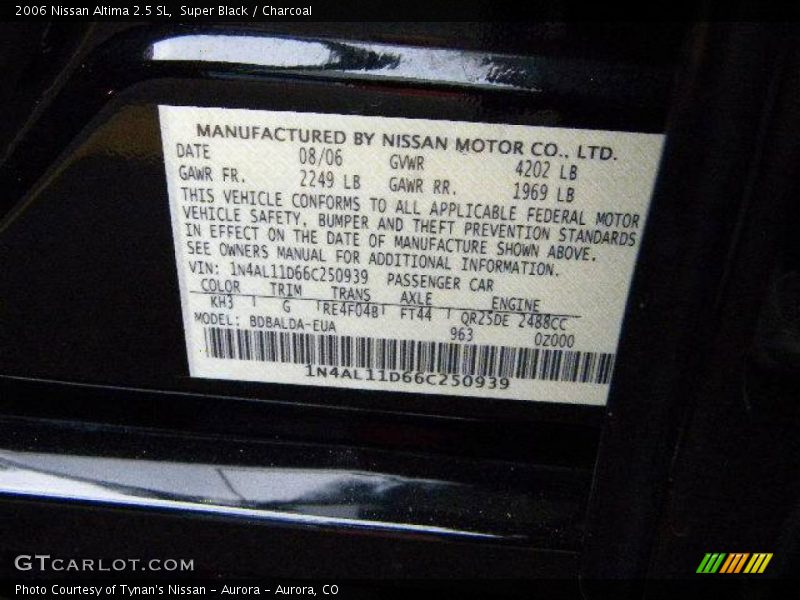 2006 Nissan Altima 2.5 SL,  Super Black / Charcoal
MANUFACTURED BY NISSAN MOTOR CO., LTD.
DATE 08/06 GVWR 4202 LB
GAWR FR. 2249 LB GAWR RR. 1969 LB
THIS VEHICLE CONFORMS TO ALL APPLICABLE FEDERAL MOTOR
VEHICLE SAFETY, BUMPER AND THEFT PREVENTION STANDARDS
IN EFFECT ON THE DATE OF MANUFACTURE SHOWN ABOVE.
SEE OWNERS MANUAL FOR ADDITIONAL INFORMATION.
VIN: 1N4AL11D66C250939 PASSENGER CAR
COLOR TRIM TRANS AXLE ENGINE
KH3 G RE4F04B FT44 QR25DE 2488CC
MODEL: BDBALDA-EUA 963 0Z000
1N4AL11D66C250939
GTCARLOT.COM
Photo Courtesy of Tynan's Nissan - Aurora - Aurora, CO